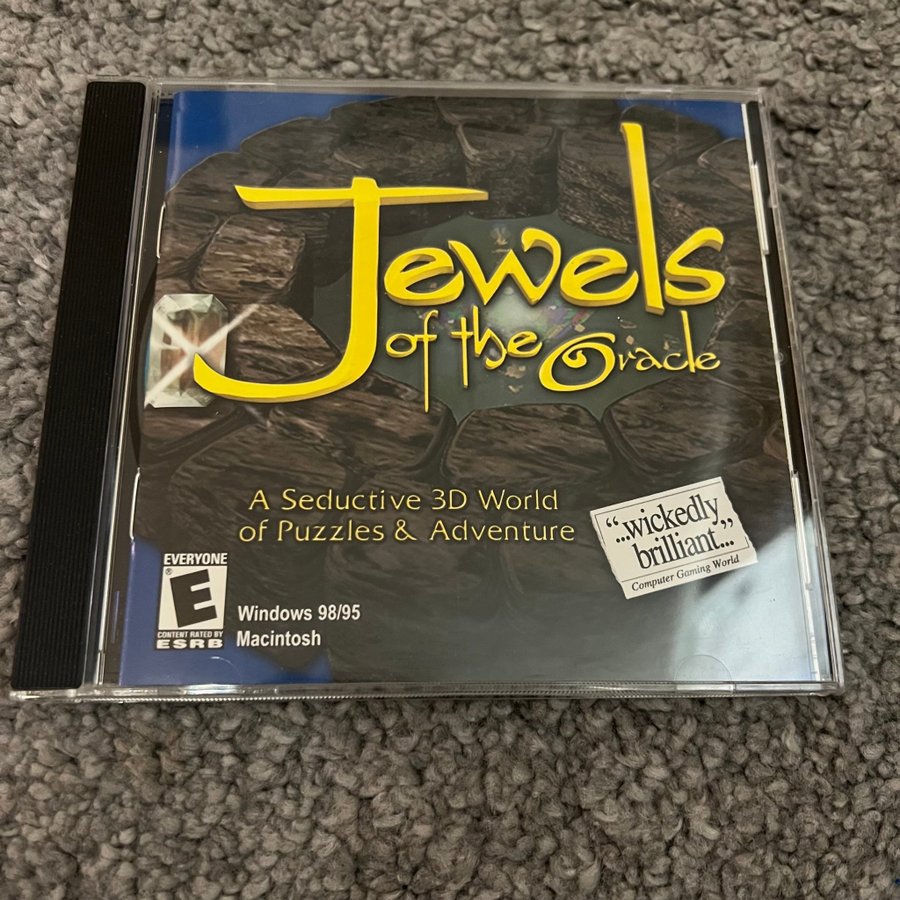 Jewels
of the Oracle
A Seductive 3D World
of Puzzles & Adventure
"...wickedly
brilliant..."
Computer Gaming World
EVERYONE
®
E
CONTENT RATED BY
ESRB
Windows 98/95
Macintosh